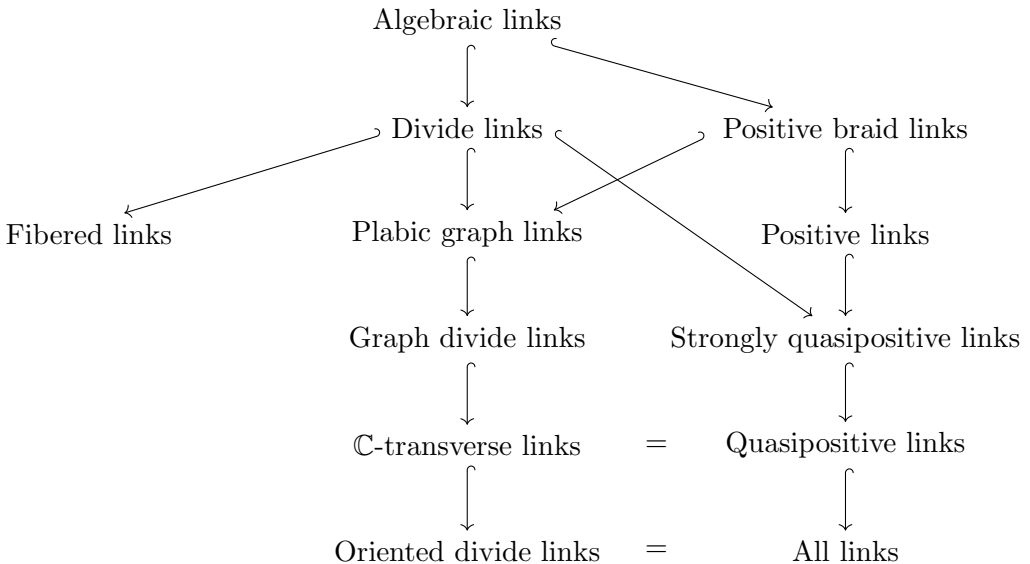 Algebraic links
Divide links
Positive braid links
Fibered links
Plabic graph links
Positive links
Graph divide links
Strongly quasipositive links
ℂ-transverse links = Quasipositive links
Oriented divide links = All links